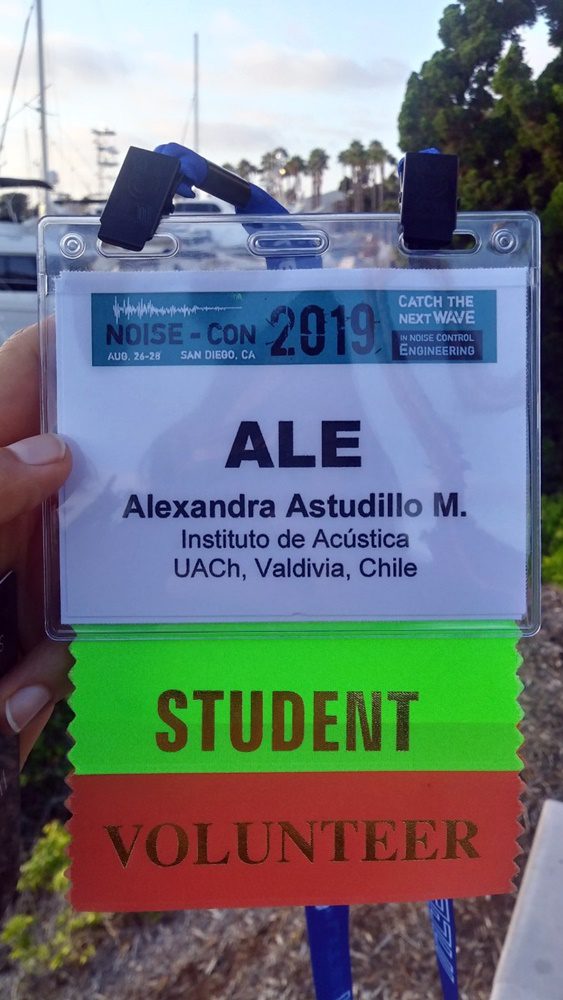 NOISE - CON 2019
AUG. 26-28 SAN DIEGO, CA
CATCH THE
NEXT WAVE
IN NOISE CONTROL
ENGINEERING
ALE
Alexandra Astudillo M.
Instituto de Acústica
UACh, Valdivia, Chile
STUDENT
VOLUNTEER